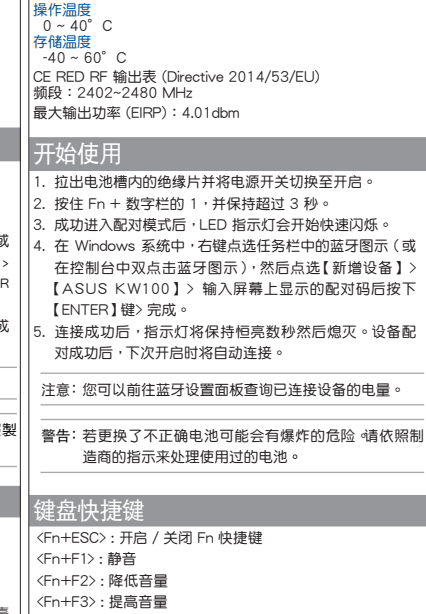 操作温度
0 ~ 40° C
存储温度
-40 ~ 60° C
CE RED RF 输出表 (Directive 2014/53/EU)
频段：2402~2480 MHz
最大输出功率 (EIRP)：4.01dbm
开始使用
1. 拉出电池槽内的绝缘片并将电源开关切换至开启。
2. 按住 Fn + 数字栏的 1，并保持超过 3 秒。
3. 成功进入配对模式后，LED 指示灯会开始快速闪烁。
4. 在 Windows 系统中，右键点选任务栏中的蓝牙图示（或
在控制台中双点击蓝牙图示），然后点选【新增设备】>
【ASUS KW100】> 输入屏幕上显示的配对码后按下
【ENTER】键> 完成。
5. 连接成功后，指示灯将保持恒亮数秒然后熄灭。设备配
对成功后，下次开启时将自动连接。
注意：您可以前往蓝牙设置面板查询已连接设备的电量。
警告：若更换了不正确电池可能会有爆炸的危险，请依照制
造商的指示来处理使用过的电池。
键盘快捷键
<Fn+ESC>：开启 / 关闭 Fn 快捷键
<Fn+F1>：静音
<Fn+F2>：降低音量
<Fn+F3>：提高音量
或
>
R
成
製